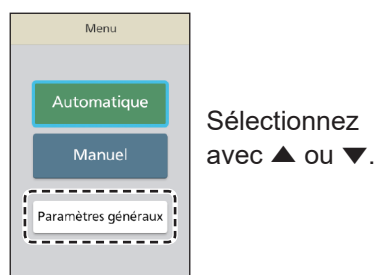 Menu
Automatique
Manuel
Paramètres généraux
Sélectionnez
avec ▲ ou ▼.